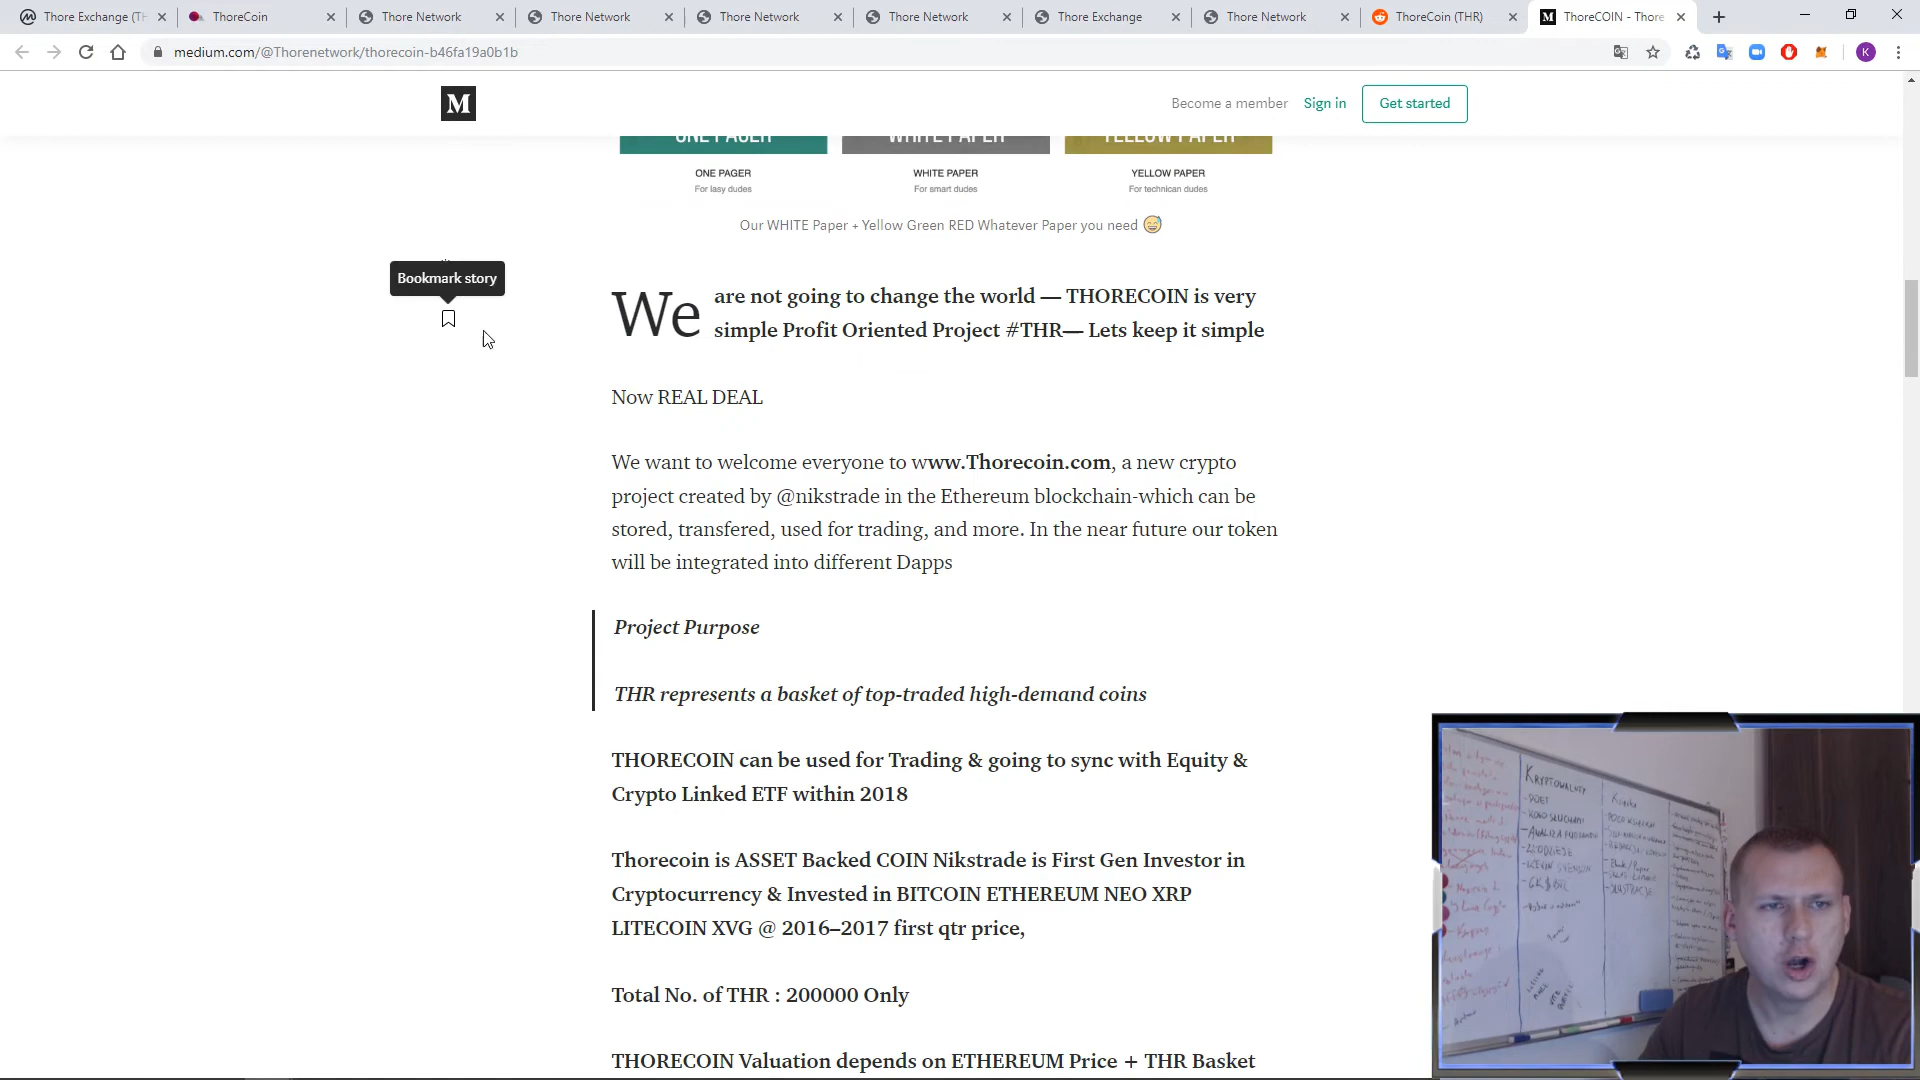 Thore Exchange (TH
ThoreCoin
Thore Network
Thore Network
Thore Network
Thore Network
Thore Exchange
Thore Network
ThoreCoin (THR)
ThoreCOIN - Thore
medium.com/@Thorenetwork/thorecoin-b46fa19a0b1b
K
M
Become a member
Sign in
Get started
ONE PAGER
WHITE PAPER
YELLOW PAPER
ONE PAGER
WHITE PAPER
YELLOW PAPER
For lasy dudes
For smart dudes
For technican dudes
Our WHITE Paper + Yellow Green RED Whatever Paper you need 😅
Bookmark story
We are not going to change the world — THORECOIN is very
simple Profit Oriented Project #THR— Lets keep it simple
Now REAL DEAL
We want to welcome everyone to www.Thorecoin.com, a new crypto
project created by @nikstrade in the Ethereum blockchain-which can be
stored, transfered, used for trading, and more. In the near future our token
will be integrated into different Dapps
Project Purpose
THR represents a basket of top-traded high-demand coins
THORECOIN can be used for Trading & going to sync with Equity &
Crypto Linked ETF within 2018
Thorecoin is ASSET Backed COIN Nikstrade is First Gen Investor in
Cryptocurrency & Invested in BITCOIN ETHEREUM NEO XRP
LITECOIN XVG @ 2016–2017 first qtr price,
Total No. of THR : 200000 Only
THORECOIN Valuation depends on ETHEREUM Price + THR Basket
KRYPTOWALUTY